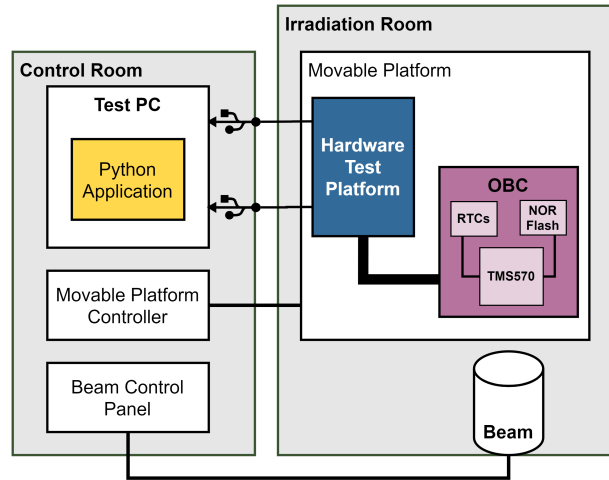 Irradiation Room
Control Room
Movable Platform
Test PC
Python
Application
Hardware
Test
Platform
OBC
RTCs
NOR
Flash
TMS570
Movable Platform
Controller
Beam Control
Panel
Beam